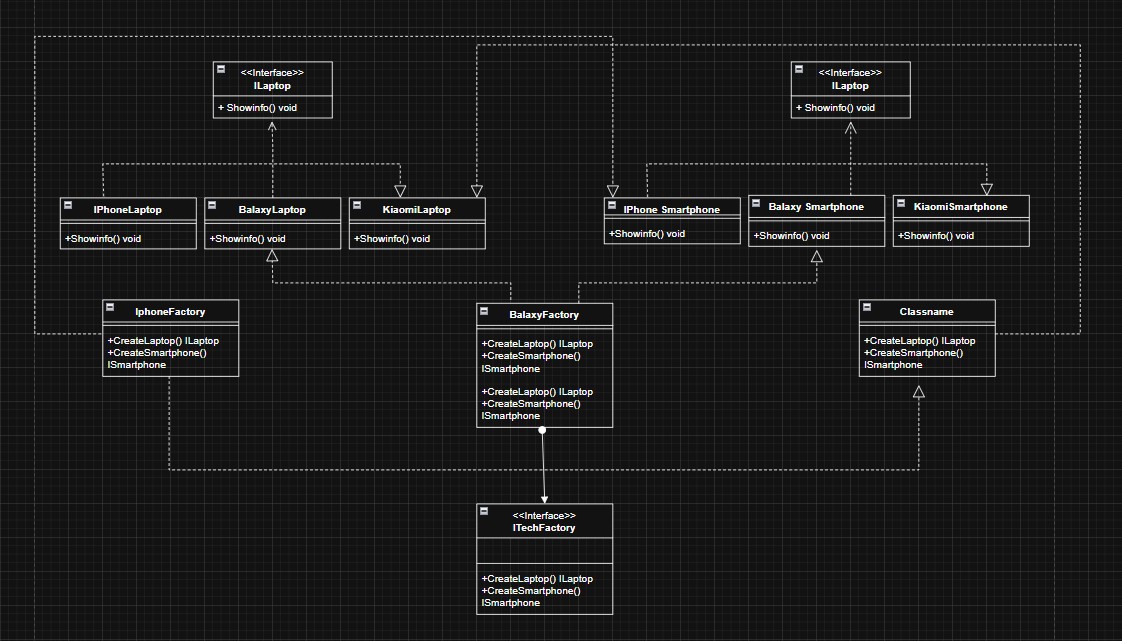 <<Interface>>
ILaptop
+ Showinfo() void
<<Interface>>
ILaptop
+ Showinfo() void
IPhoneLaptop
+Showinfo() void
BalaxyLaptop
+Showinfo() void
KiaomiLaptop
+Showinfo() void
IPhone Smartphone
+Showinfo() void
Balaxy Smartphone
+Showinfo() void
KiaomiSmartphone
+Showinfo() void
IphoneFactory
+CreateLaptop() ILaptop
+CreateSmartphone()
ISmartphone
BalaxyFactory
+CreateLaptop() ILaptop
+CreateSmartphone()
ISmartphone
+CreateLaptop() ILaptop
+CreateSmartphone()
ISmartphone
Classname
+CreateLaptop() ILaptop
+CreateSmartphone()
ISmartphone
<<Interface>>
ITechFactory
+CreateLaptop() ILaptop
+CreateSmartphone()
ISmartphone